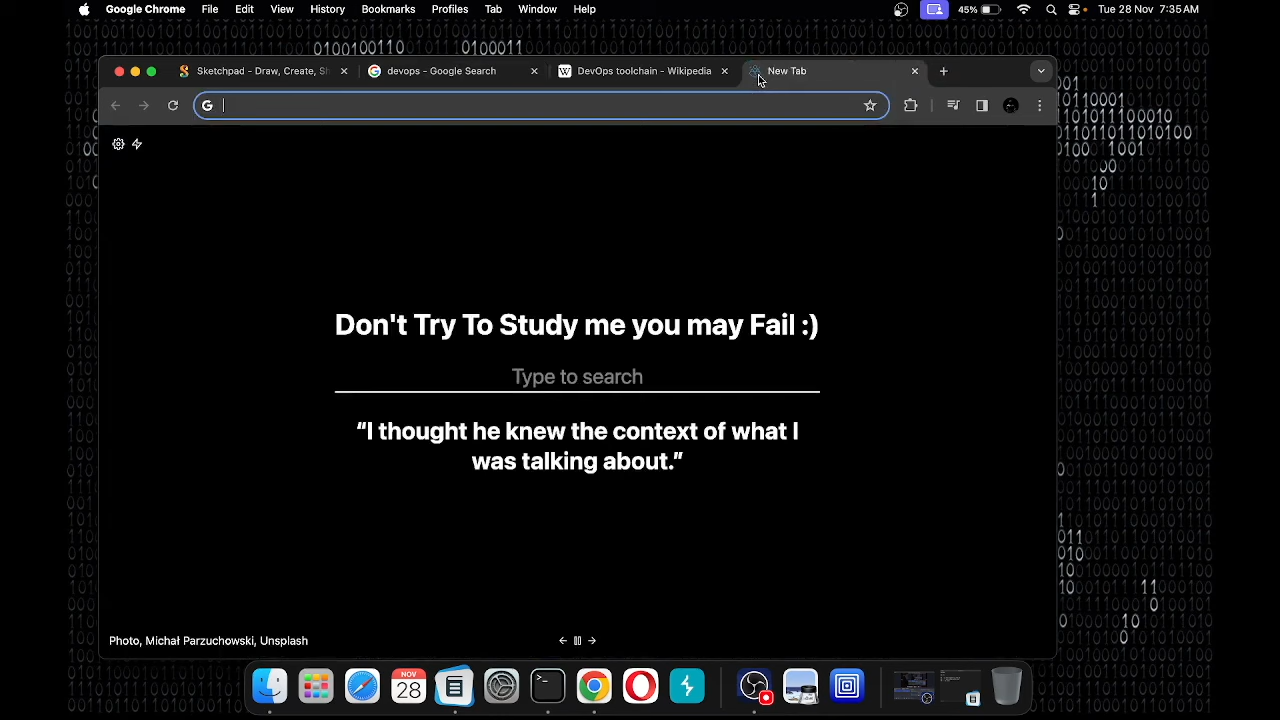 Google Chrome File Edit View History Bookmarks Profiles Tab Window Help 45% Tue 28 Nov 7:35 AM
Sketchpad - Draw, Create, Sh devops - Google Search DevOps toolchain - Wikipedia New Tab
Don't Try To Study me you may Fail :)
Type to search
“I thought he knew the context of what I
was talking about.”
Photo, Michał Parzuchowski, Unsplash
NOV
28